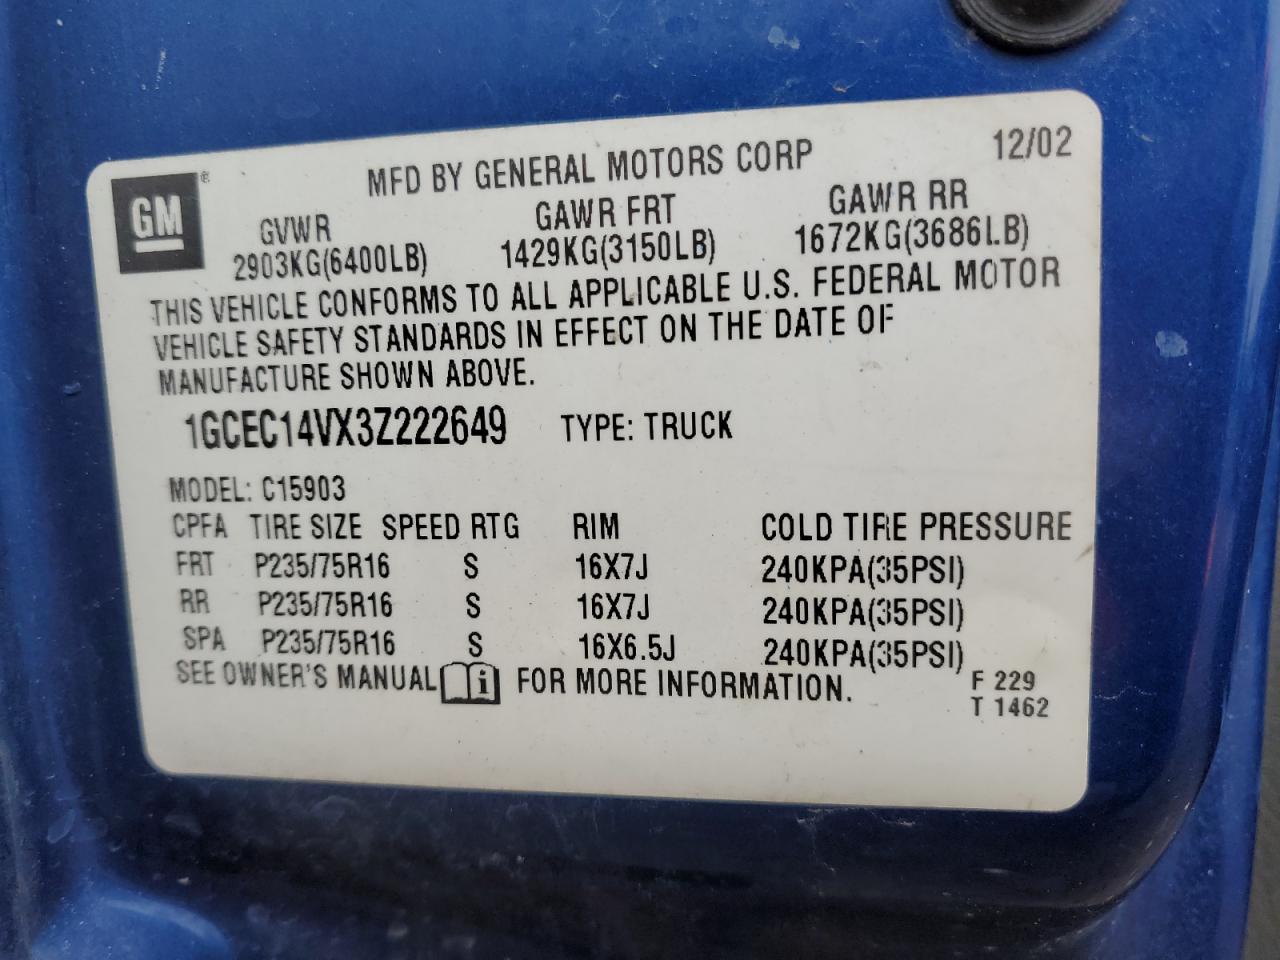 MFD BY GENERAL MOTORS CORP 12/02
GM ®
GVWR GAWR FRT GAWR RR
2903KG(6400LB) 1429KG(3150LB) 1672KG(3686LB)
THIS VEHICLE CONFORMS TO ALL APPLICABLE U.S. FEDERAL MOTOR
VEHICLE SAFETY STANDARDS IN EFFECT ON THE DATE OF
MANUFACTURE SHOWN ABOVE.
1GCEC14VX3Z222649 TYPE: TRUCK
MODEL: C15903
CPFA TIRE SIZE SPEED RTG RIM COLD TIRE PRESSURE
FRT P235/75R16 S 16X7J 240KPA(35PSI)
RR P235/75R16 S 16X7J 240KPA(35PSI)
SPA P235/75R16 S 16X6.5J 240KPA(35PSI)
SEE OWNER'S MANUAL i FOR MORE INFORMATION.
F 229
T 1462